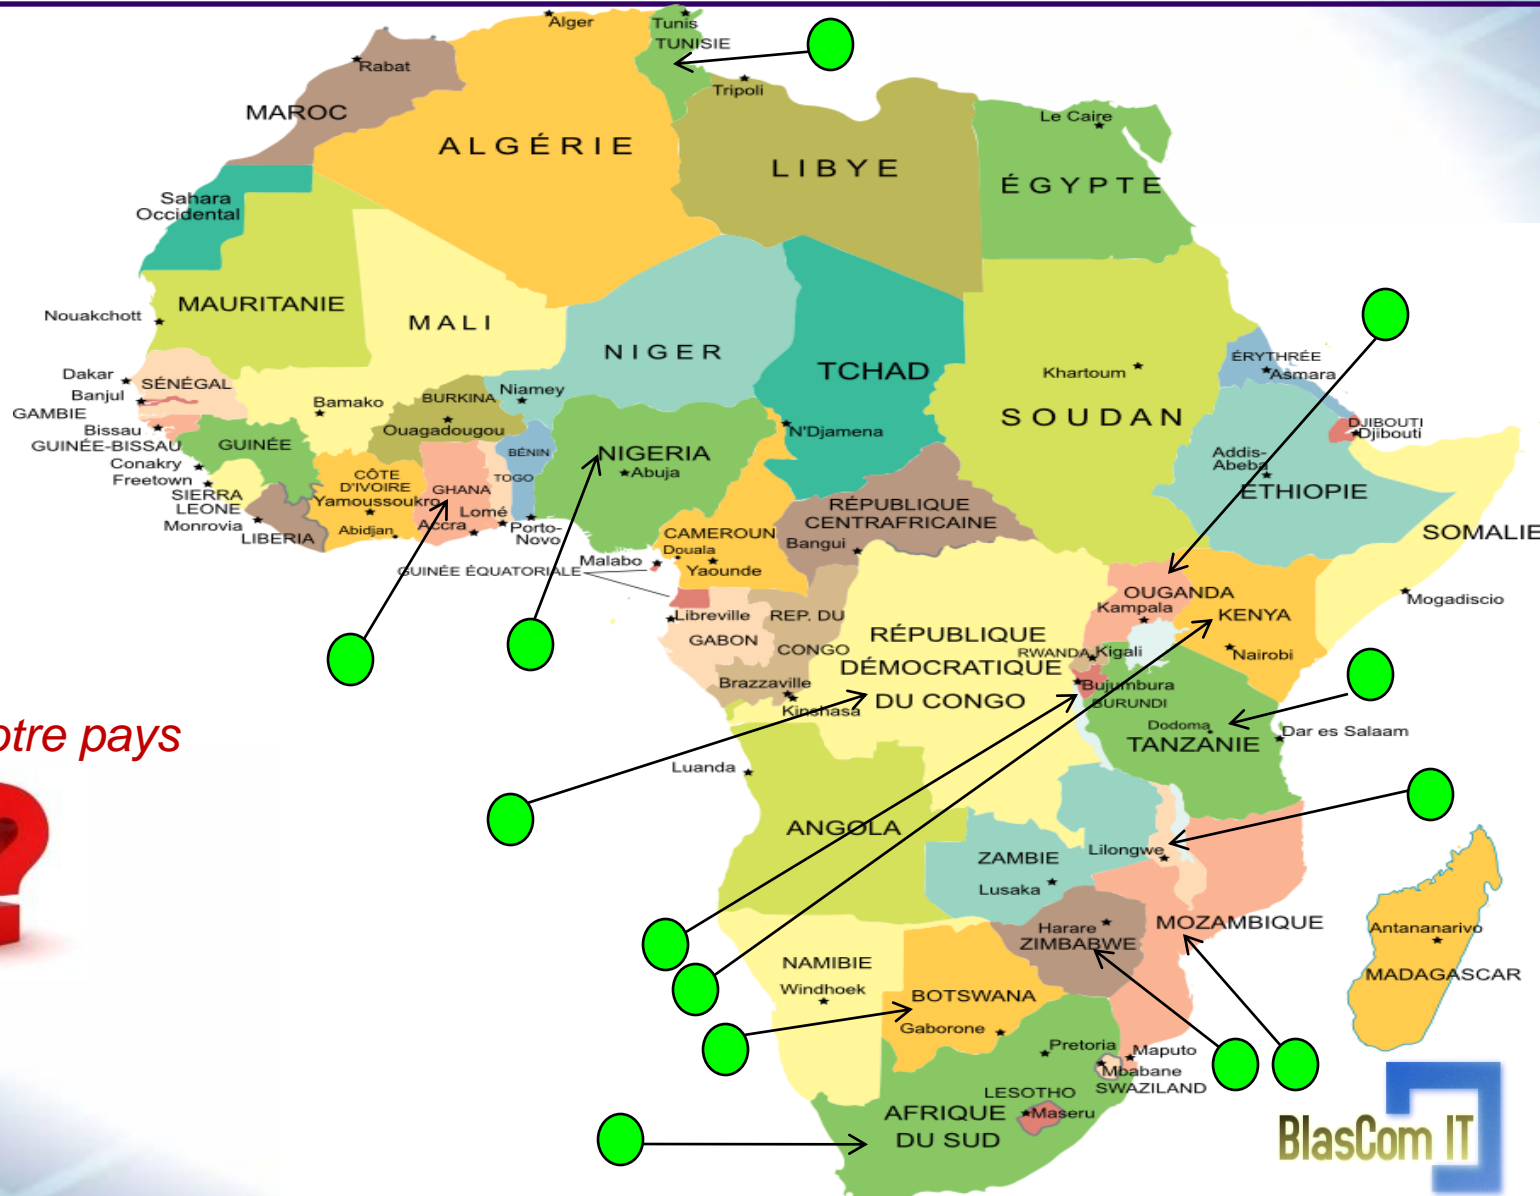 Alger
Tunis
TUNISIE
Rabat
Tripoli
MAROC
Le Caire
ALGÉRIE
LIBYE
ÉGYPTE
Sahara
Occidental
MAURITANIE
Nouakchott
MALI
NIGER
TCHAD
ÉRYTHRÉE
Asmara
Khartoum
SOUDAN
Dakar
SÉNÉGAL
Banjul
GAMBIE
Bamako
BURKINA
Niamey
Ouagadougou
N'Djamena
DJIBOUTI
Djibouti
Bissau
GUINÉE-BISSAU
GUINÉE
BÉNIN
NIGERIA
Abuja
Addis-
Abeba
ÉTHIOPIE
Conakry
Freetown
SIERRA
LEONE
Monrovia
LIBERIA
CÔTE
D'IVOIRE
Yamoussoukro
Abidjan
GHANA
TOGO
Lomé
Accra
Porto-
Novo
RÉPUBLIQUE
CENTRAFRICAINE
Bangui
CAMEROUN
Douala
Yaounde
SOMALIE
Malabo
GUINÉE ÉQUATORIALE
OUGANDA
Kampala
KENYA
Nairobi
Mogadiscio
Libreville
GABON
REP. DU
CONGO
RÉPUBLIQUE
DÉMOCRATIQUE
DU CONGO
RWANDA
Kigali
Bujumbura
BURUNDI
Brazzaville
Kinshasa
Dodoma
TANZANIE
Dar es Salaam
otre pays
Luanda
ANGOLA
ZAMBIE
Lusaka
Lilongwe
MOZAMBIQUE
Harare
ZIMBABWE
Antananarivo
MADAGASCAR
NAMIBIE
Windhoek
BOTSWANA
Gaborone
Pretoria
Maputo
Mbabane
SWAZILAND
LESOTHO
Maseru
AFRIQUE
DU SUD
BlasCom IT